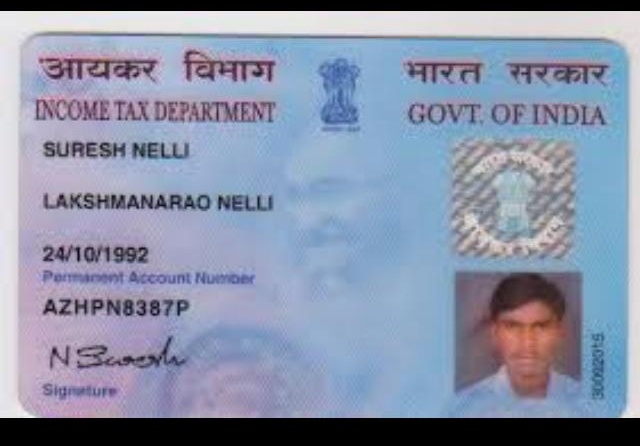 आयकर विभाग
भारत सरकार
INCOME TAX DEPARTMENT
GOVT. OF INDIA
SURESH NELLI
LAKSHMANARAO NELLI
24/10/1992
Permanent Account Number
AZHPN8387P
N Suresh
Signature